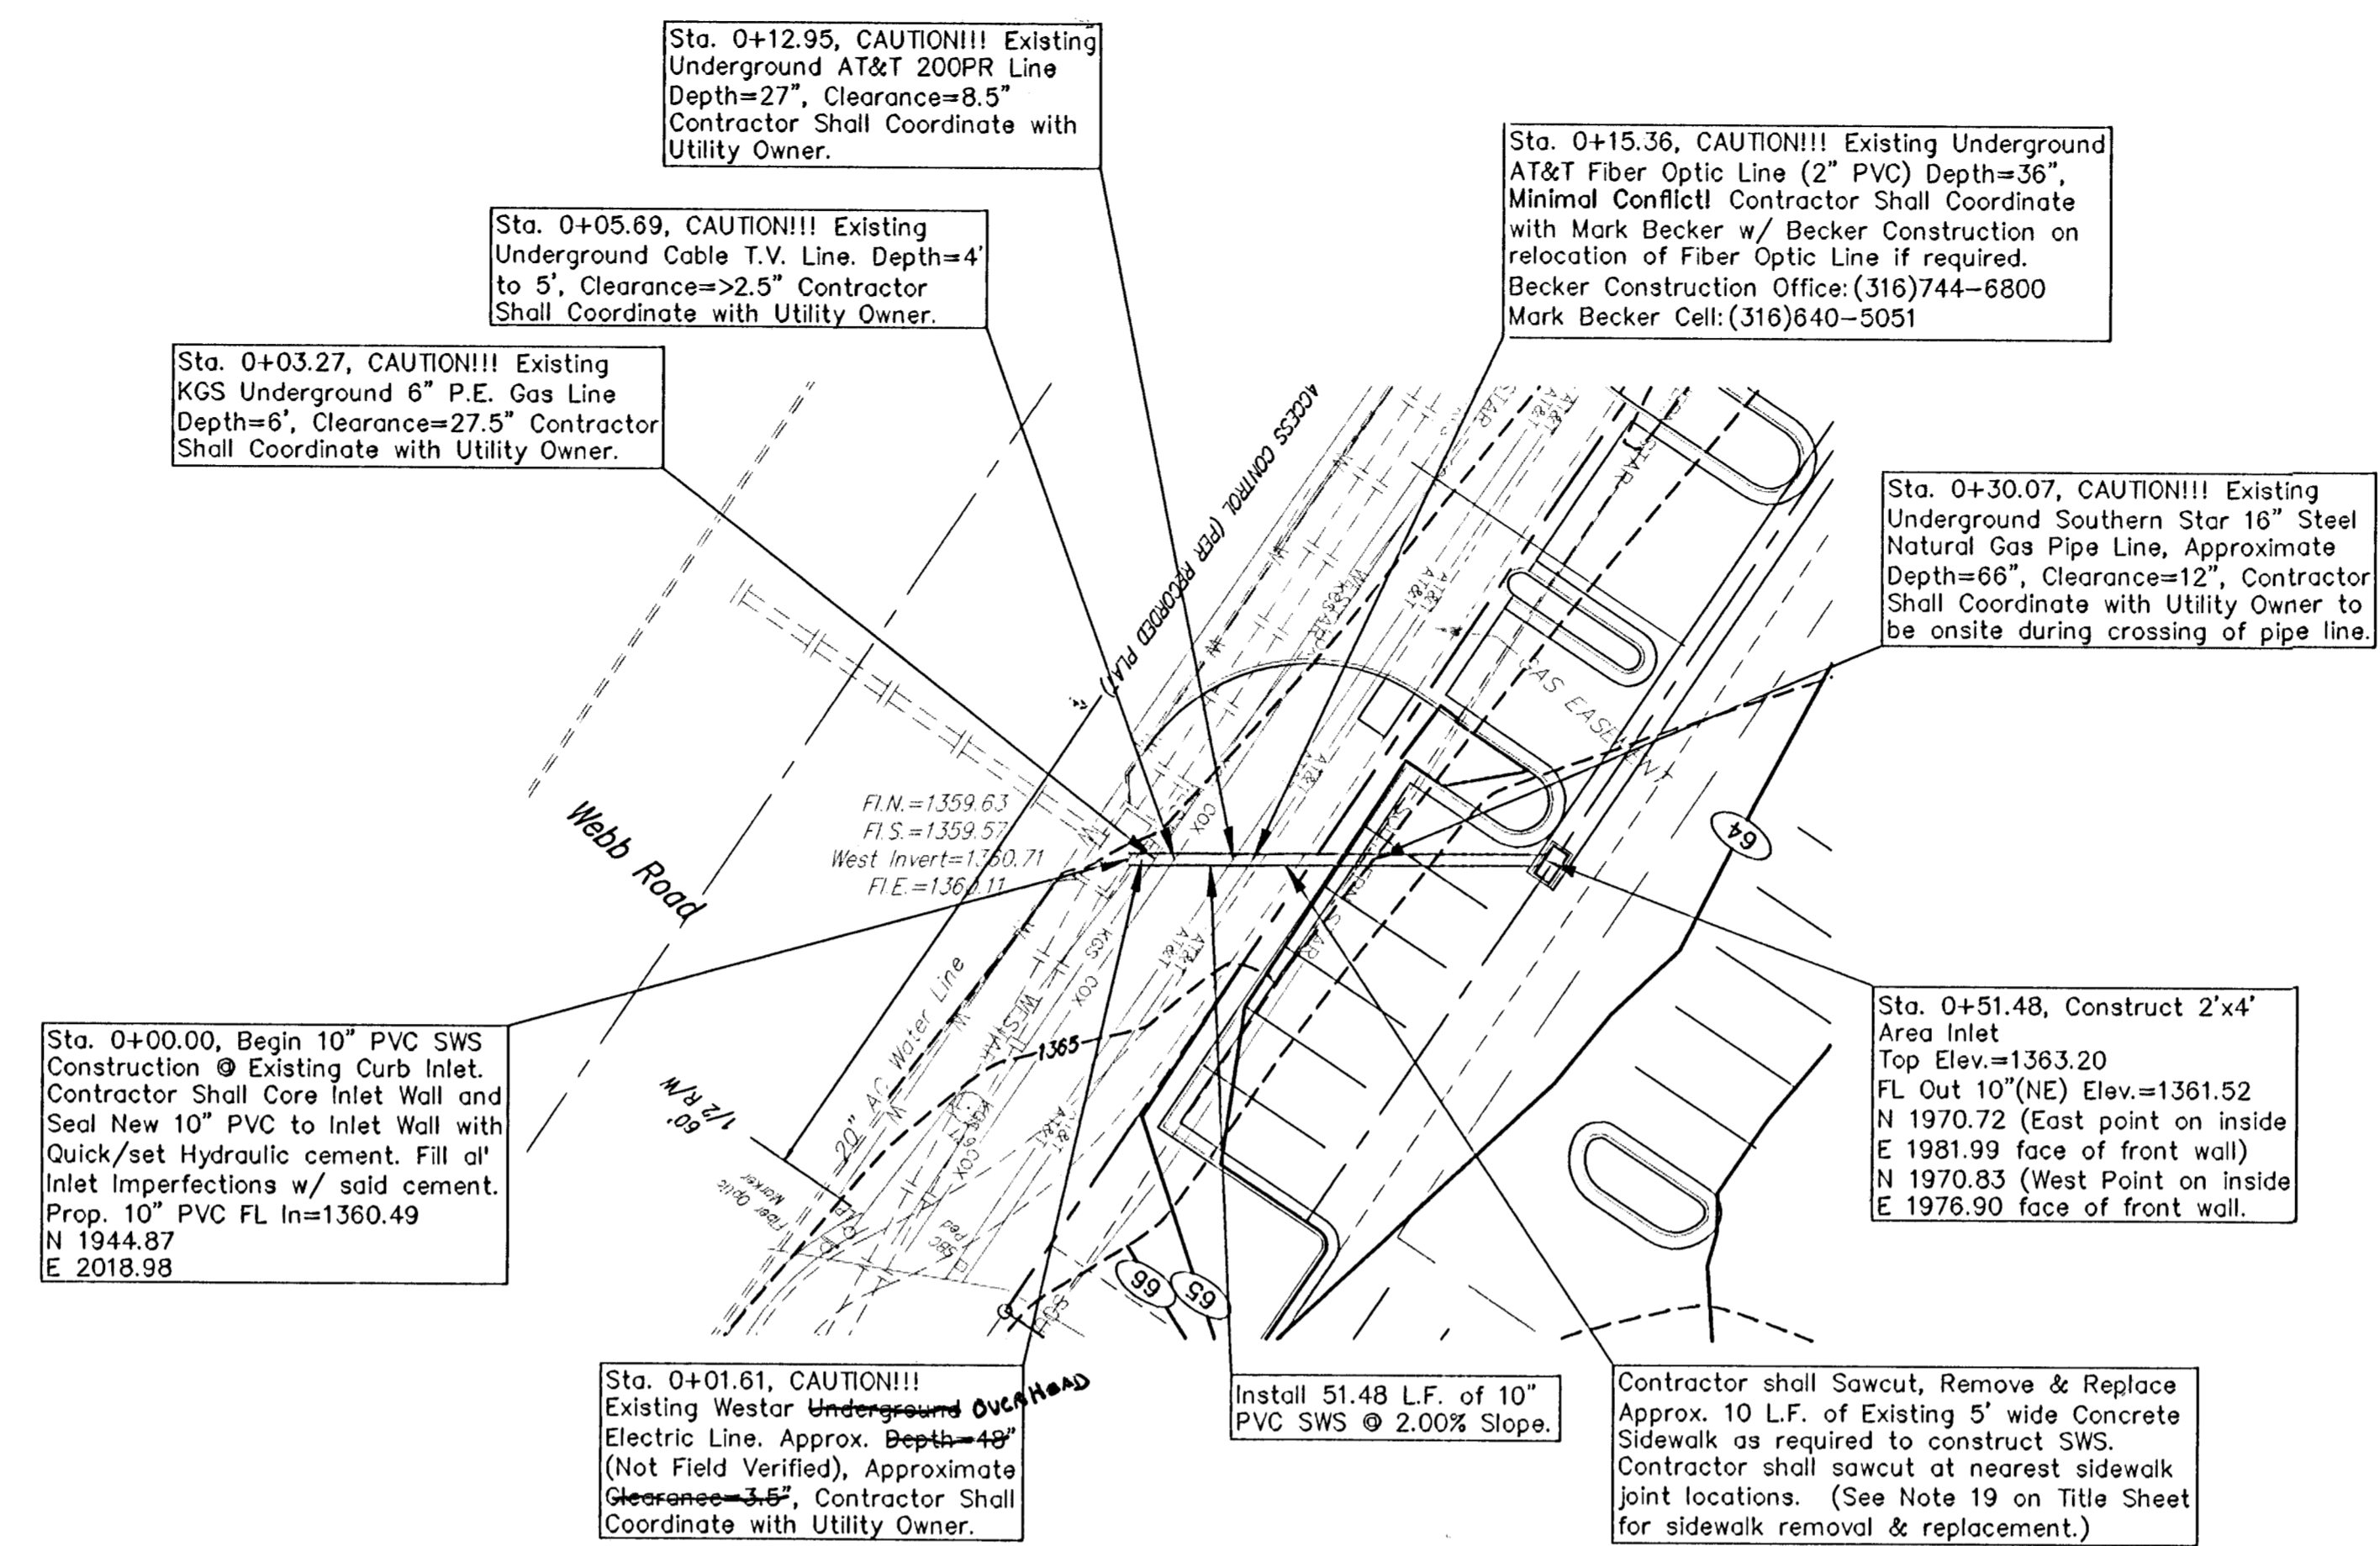 Sta. 0+12.95, CAUTION!!! Existing
Underground AT&T 200PR Line
Depth=27", Clearance=8.5"
Contractor Shall Coordinate with
Utility Owner.
Sta. 0+15.36, CAUTION!!! Existing Underground
AT&T Fiber Optic Line (2" PVC) Depth=36",
Minimal Conflict! Contractor Shall Coordinate
with Mark Becker w/ Becker Construction on
relocation of Fiber Optic Line if required.
Becker Construction Office:(316)744-6800
Mark Becker Cell:(316)640-5051
Sta. 0+05.69, CAUTION!!! Existing
Underground Cable T.V. Line. Depth=4'
to 5', Clearance=>2.5" Contractor
Shall Coordinate with Utility Owner.
Sta. 0+03.27, CAUTION!!! Existing
KGS Underground 6" P.E. Gas Line
Depth=6', Clearance=27.5" Contractor
Shall Coordinate with Utility Owner.
Sta. 0+30.07, CAUTION!!! Existing
Underground Southern Star 16" Steel
Natural Gas Pipe Line, Approximate
Depth=66", Clearance=12", Contractor
Shall Coordinate with Utility Owner to
be onsite during crossing of pipe line.
ACCESS CONTROL (PER RECORDED PLAT)
GAS EASEMENT
Webb Road
Fl.N.=1359.63
Fl.S.=1359.57
West Invert=1360.71
64
COX
AT&T
AT&T
AT&T
AT&T
KGS
COX
WESTAR
20" AC Water Line
1365
60'
1/2 R/W
Fiber Optic
Marker
COX
AT&T
SBC
Ped
66
65
Sta. 0+00.00, Begin 10" PVC SWS
Construction @ Existing Curb Inlet.
Contractor Shall Core Inlet Wall and
Seal New 10" PVC to Inlet Wall with
Quick/set Hydraulic cement. Fill al'
Inlet Imperfections w/ said cement.
Prop. 10" PVC FL In=1360.49
N 1944.87
E 2018.98
Sta. 0+51.48, Construct 2'x4'
Area Inlet
Top Elev.=1363.20
FL Out 10"(NE) Elev.=1361.52
N 1970.72 (East point on inside
E 1981.99 face of front wall)
N 1970.83 (West Point on inside
E 1976.90 face of front wall.
Sta. 0+01.61, CAUTION!!!
Existing Westar Underground OVERHEAD
Electric Line. Approx. Depth=48"
(Not Field Verified), Approximate
Clearance=3.5", Contractor Shall
Coordinate with Utility Owner.
Install 51.48 L.F. of 10"
PVC SWS @ 2.00% Slope.
Contractor shall Sawcut, Remove & Replace
Approx. 10 L.F. of Existing 5' wide Concrete
Sidewalk as required to construct SWS.
Contractor shall sawcut at nearest sidewalk
joint locations. (See Note 19 on Title Sheet
for sidewalk removal & replacement.)